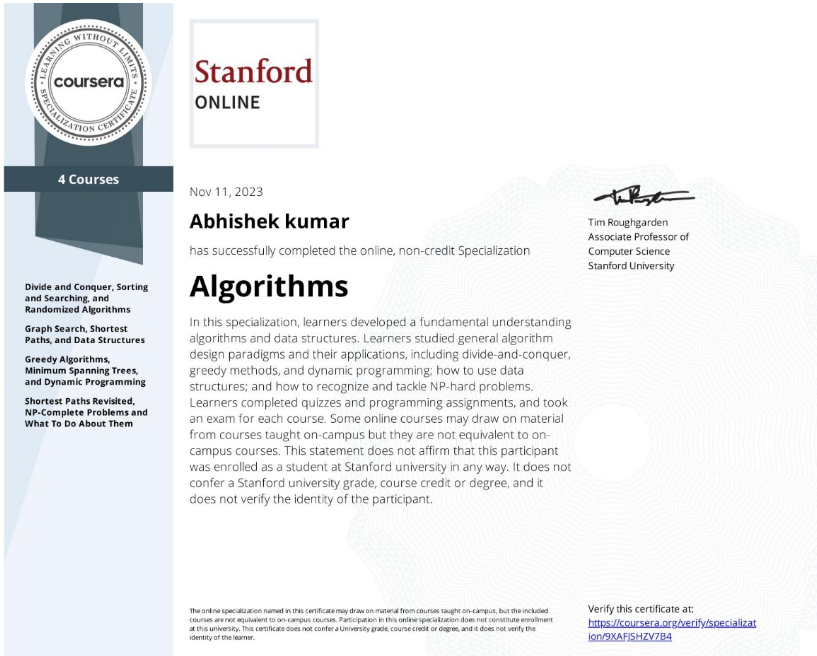 LEARNING WITHOUT LIMITS
coursera
SPECIALIZATION CERTIFICATE
4 Courses
Divide and Conquer, Sorting
and Searching, and
Randomized Algorithms
Graph Search, Shortest
Paths, and Data Structures
Greedy Algorithms,
Minimum Spanning Trees,
and Dynamic Programming
Shortest Paths Revisited,
NP-Complete Problems and
What To Do About Them
Stanford
ONLINE
Nov 11, 2023
Abhishek kumar
has successfully completed the online, non-credit Specialization
Algorithms
In this specialization, learners developed a fundamental understanding
algorithms and data structures. Learners studied general algorithm
design paradigms and their applications, including divide-and-conquer,
greedy methods, and dynamic programming; how to use data
structures; and how to recognize and tackle NP-hard problems.
Learners completed quizzes and programming assignments, and took
an exam for each course. Some online courses may draw on material
from courses taught on-campus but they are not equivalent to on-
campus courses. This statement does not affirm that this participant
was enrolled as a student at Stanford university in any way. It does not
confer a Stanford university grade, course credit or degree, and it
does not verify the identity of the participant.
Tim Roughgarden
Associate Professor of
Computer Science
Stanford University
The online specialization named in this certificate may draw on material from courses taught on-campus, but the included
courses are not equivalent to on-campus courses. Participation in this online specialization does not constitute enrollment
at this university. This certificate does not confer a University grade, course credit or degree, and it does not verify the
identity of the learner.
Verify this certificate at:
https://coursera.org/verify/specializat
ion/9XAFJSHZV7B4